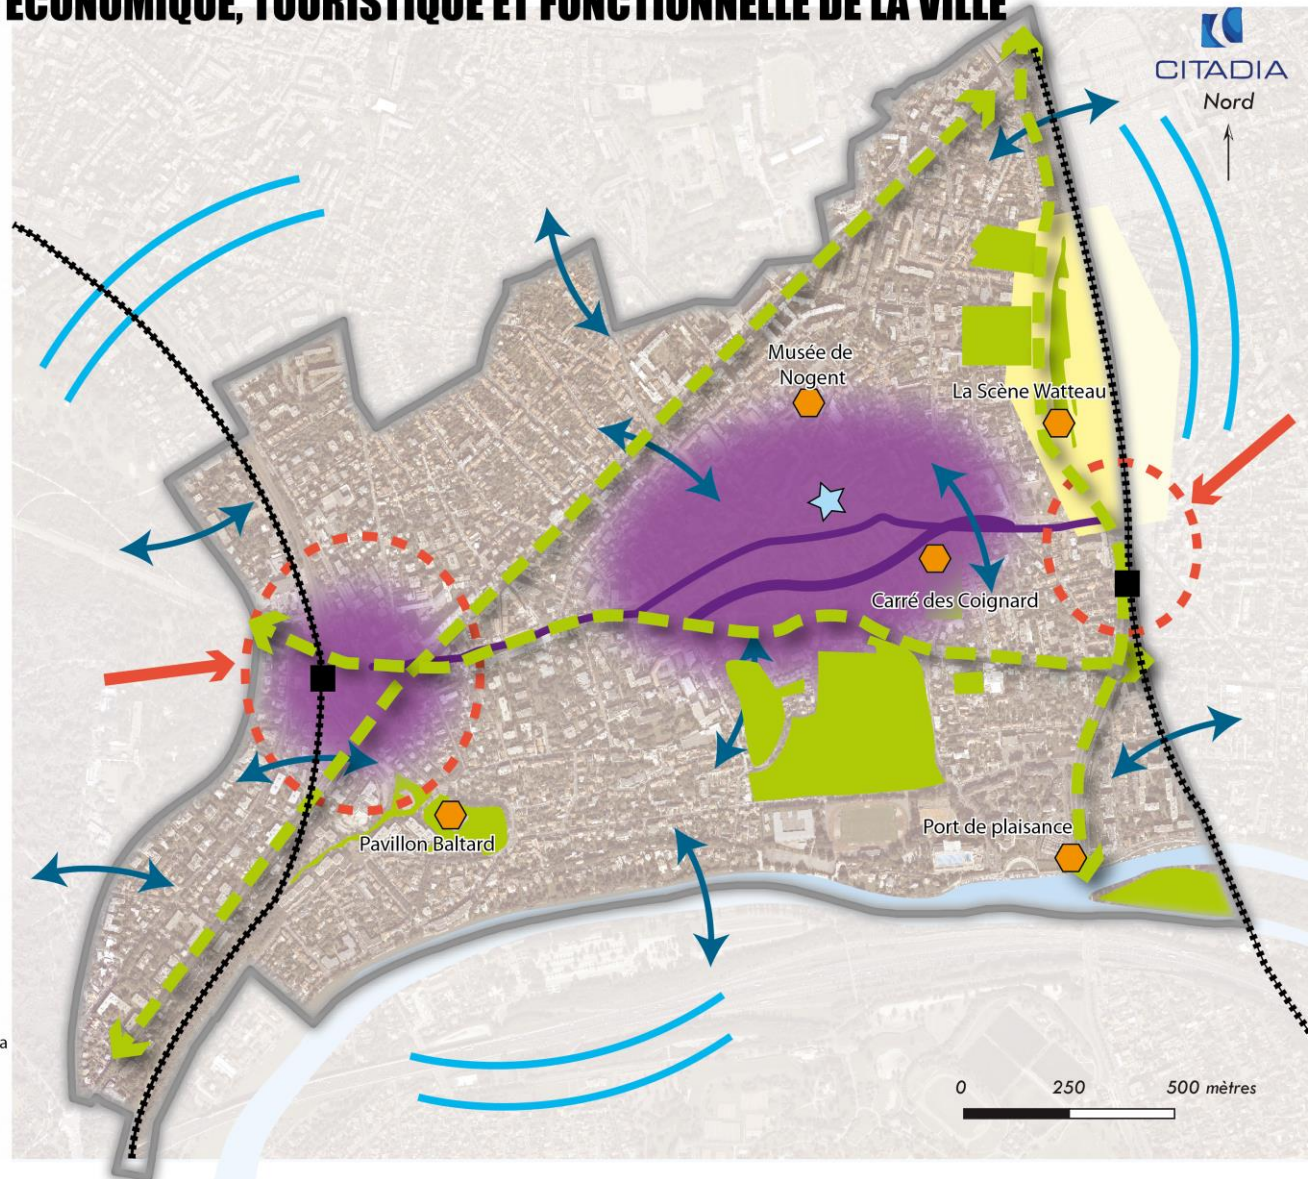 ÉCONOMIQUE, TOURISTIQUE ET FONCTIONNELLE DE LA VILLE
CITADIA
Nord
Musée de
Nogent
La Scène Watteau
Carré des Coignard
Port de plaisance
Pavillon Baltard
a
0 250 500 mètres